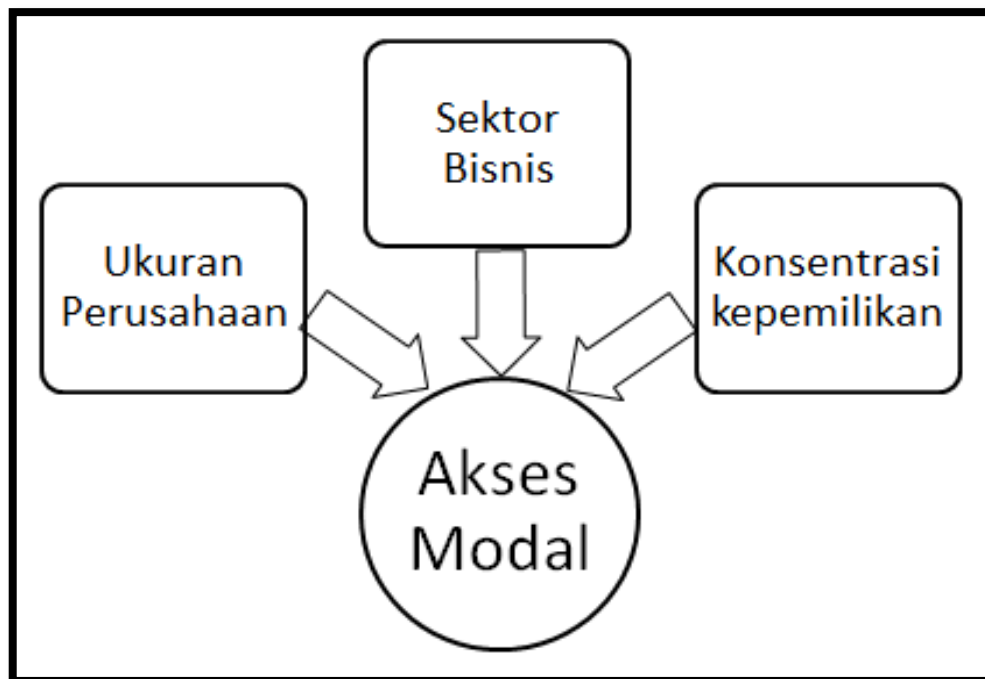 Sektor
Bisnis
Ukuran
Perusahaan
Konsentrasi
kepemilikan
Akses
Modal